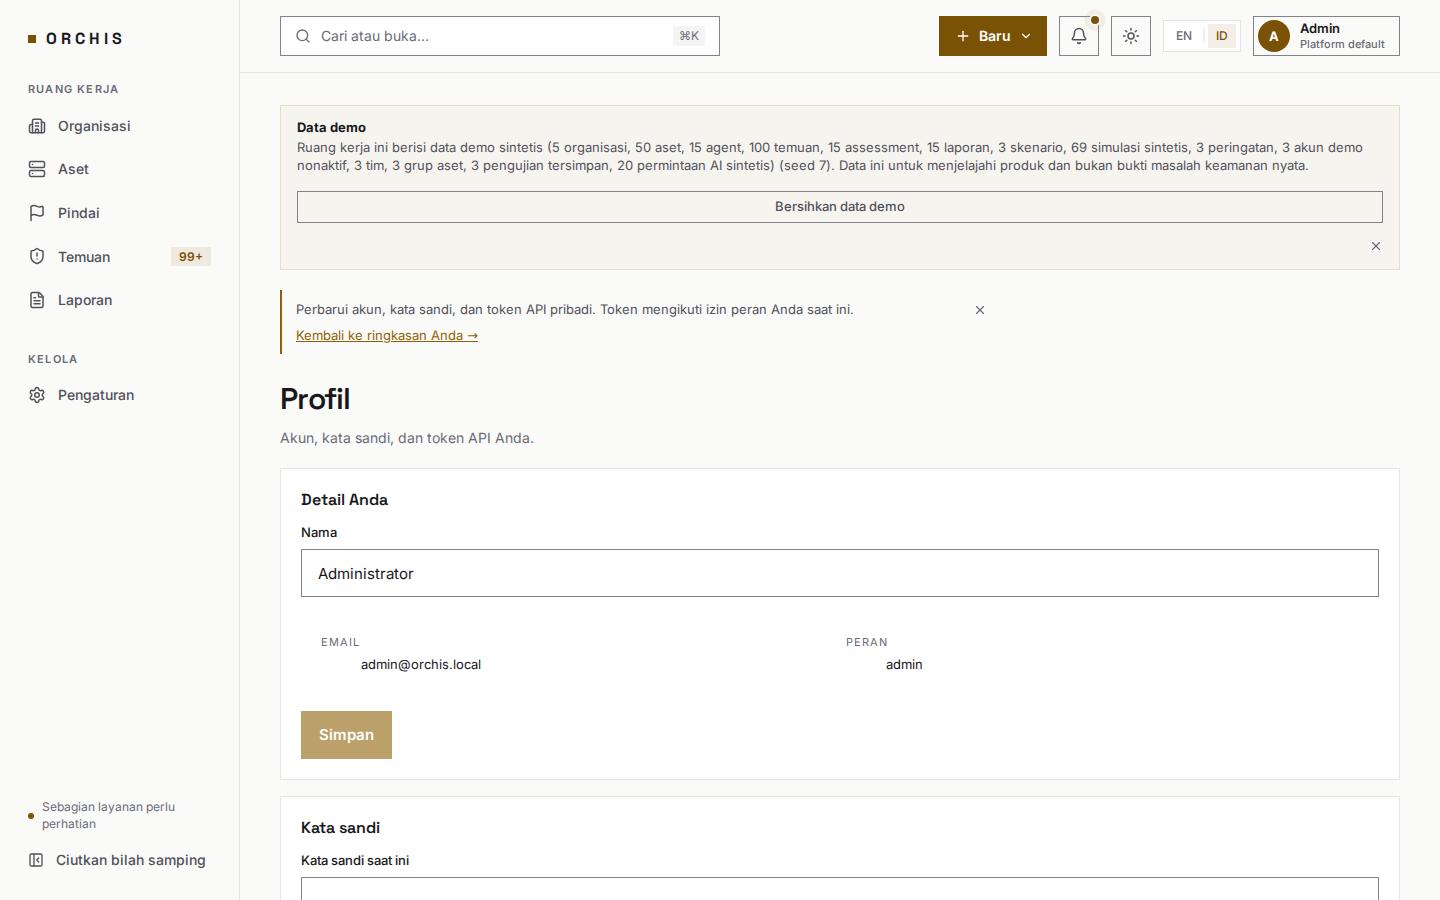 ORCHIS
Cari atau buka...
⌘K
Baru
EN
ID
A
Admin
Platform default
RUANG KERJA
Organisasi
Aset
Pindai
Temuan
99+
Laporan
KELOLA
Pengaturan
Sebagian layanan perlu
perhatian
Ciutkan bilah samping
Data demo
Ruang kerja ini berisi data demo sintetis (5 organisasi, 50 aset, 15 agent, 100 temuan, 15 assessment, 15 laporan, 3 skenario, 69 simulasi sintetis, 3 peringatan, 3 akun demo
nonaktif, 3 tim, 3 grup aset, 3 pengujian tersimpan, 20 permintaan AI sintetis) (seed 7). Data ini untuk menjelajahi produk dan bukan bukti masalah keamanan nyata.
Bersihkan data demo
Perbarui akun, kata sandi, dan token API pribadi. Token mengikuti izin peran Anda saat ini.
Kembali ke ringkasan Anda →
Profil
Akun, kata sandi, dan token API Anda.
Detail Anda
Nama
Administrator
EMAIL
admin@orchis.local
PERAN
admin
Simpan
Kata sandi
Kata sandi saat ini